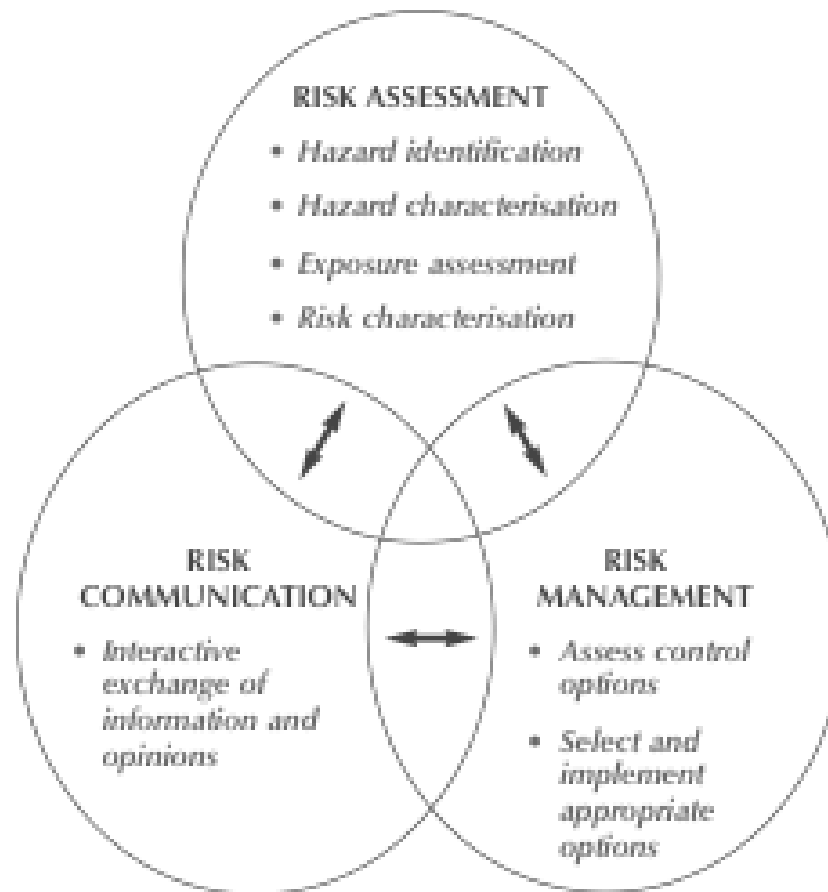 RISK ASSESSMENT
• Hazard identification
• Hazard characterisation
• Exposure assessment
• Risk characterisation
RISK
COMMUNICATION
• Interactive
exchange of
information and
opinions
RISK
MANAGEMENT
• Assess control
options
• Select and
implement
appropriate
options